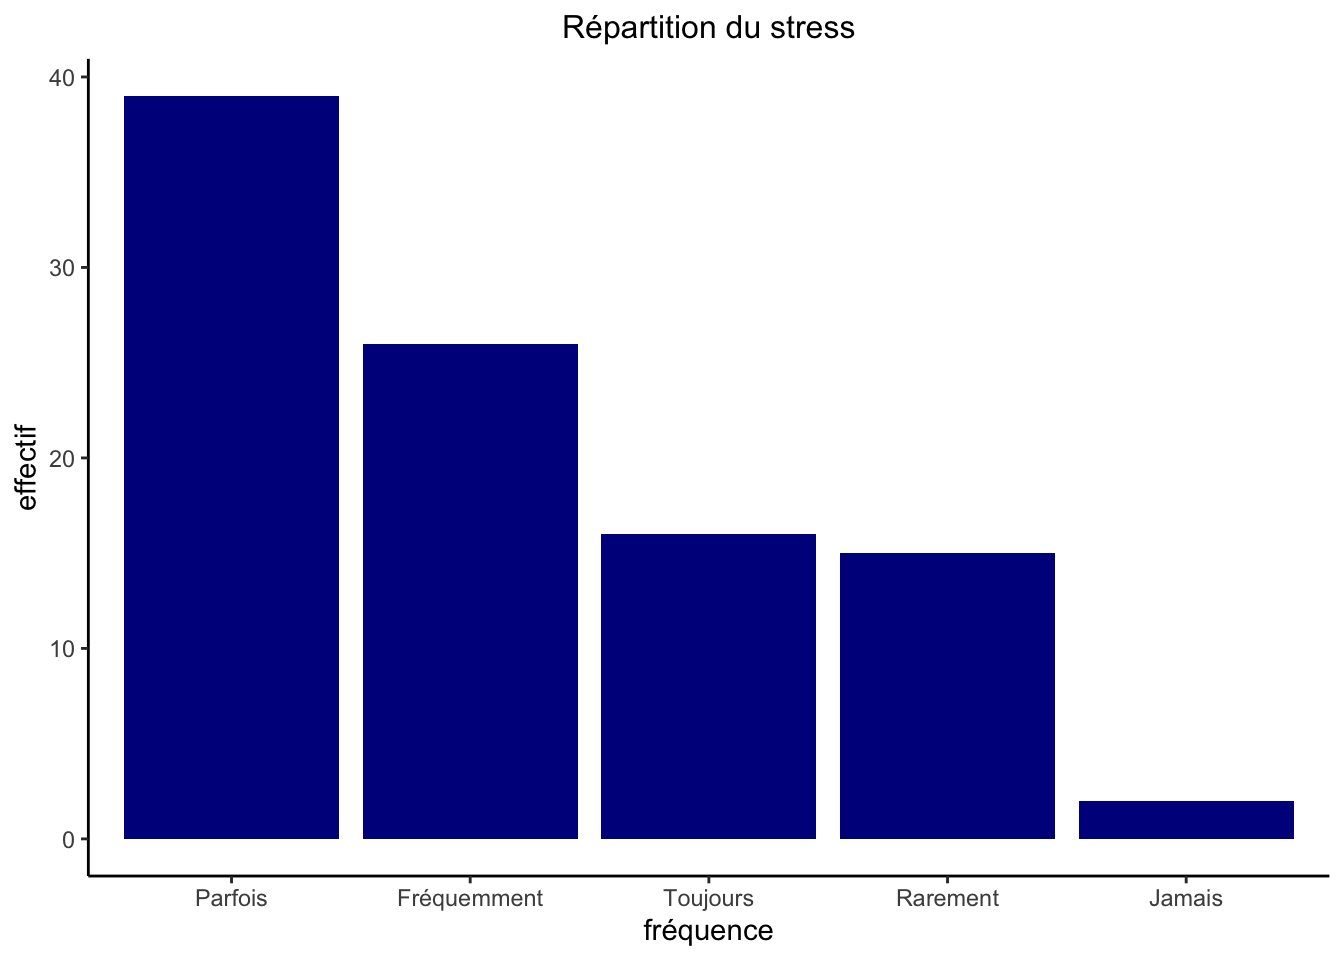 Répartition du stress
40
30
20
10
0
effectif
Parfois Fréquemment Toujours Rarement Jamais
fréquence